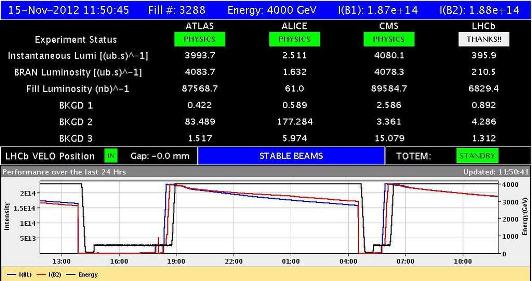 15-Nov-2012 11:50:45 Fill #: 3288 Energy: 4000 GeV I(B1): 1.87e+14 I(B2): 1.88e+14
ATLAS ALICE CMS LHCb
Experiment Status PHYSICS PHYSICS PHYSICS THANKS!!
Instantaneous Lumi [(ub.s)^-1] 3993.7 2.511 4080.1 395.9
BRAN Luminosity [(ub.s)^-1] 4083.7 1.632 4078.3 210.5
Fill Luminosity (nb)^-1 87568.7 61.0 89584.7 6829.4
BKGD 1 0.422 0.589 2.586 0.892
BKGD 2 83.489 177.284 3.361 4.286
BKGD 3 1.517 5.974 15.079 1.312
LHCb VELO Position IN Gap: -0.0 mm STABLE BEAMS TOTEM: STANDBY
Performance over the last 24 Hrs Updated: 11:50:41
Intensity
2E14
1.5E14
1E14
5E13
4000
3000
2000
1000
0
Energy(GeV)
13:00 16:00 19:00 22:00 01:00 04:00 07:00 10:00
I(B1) I(B2) Energy